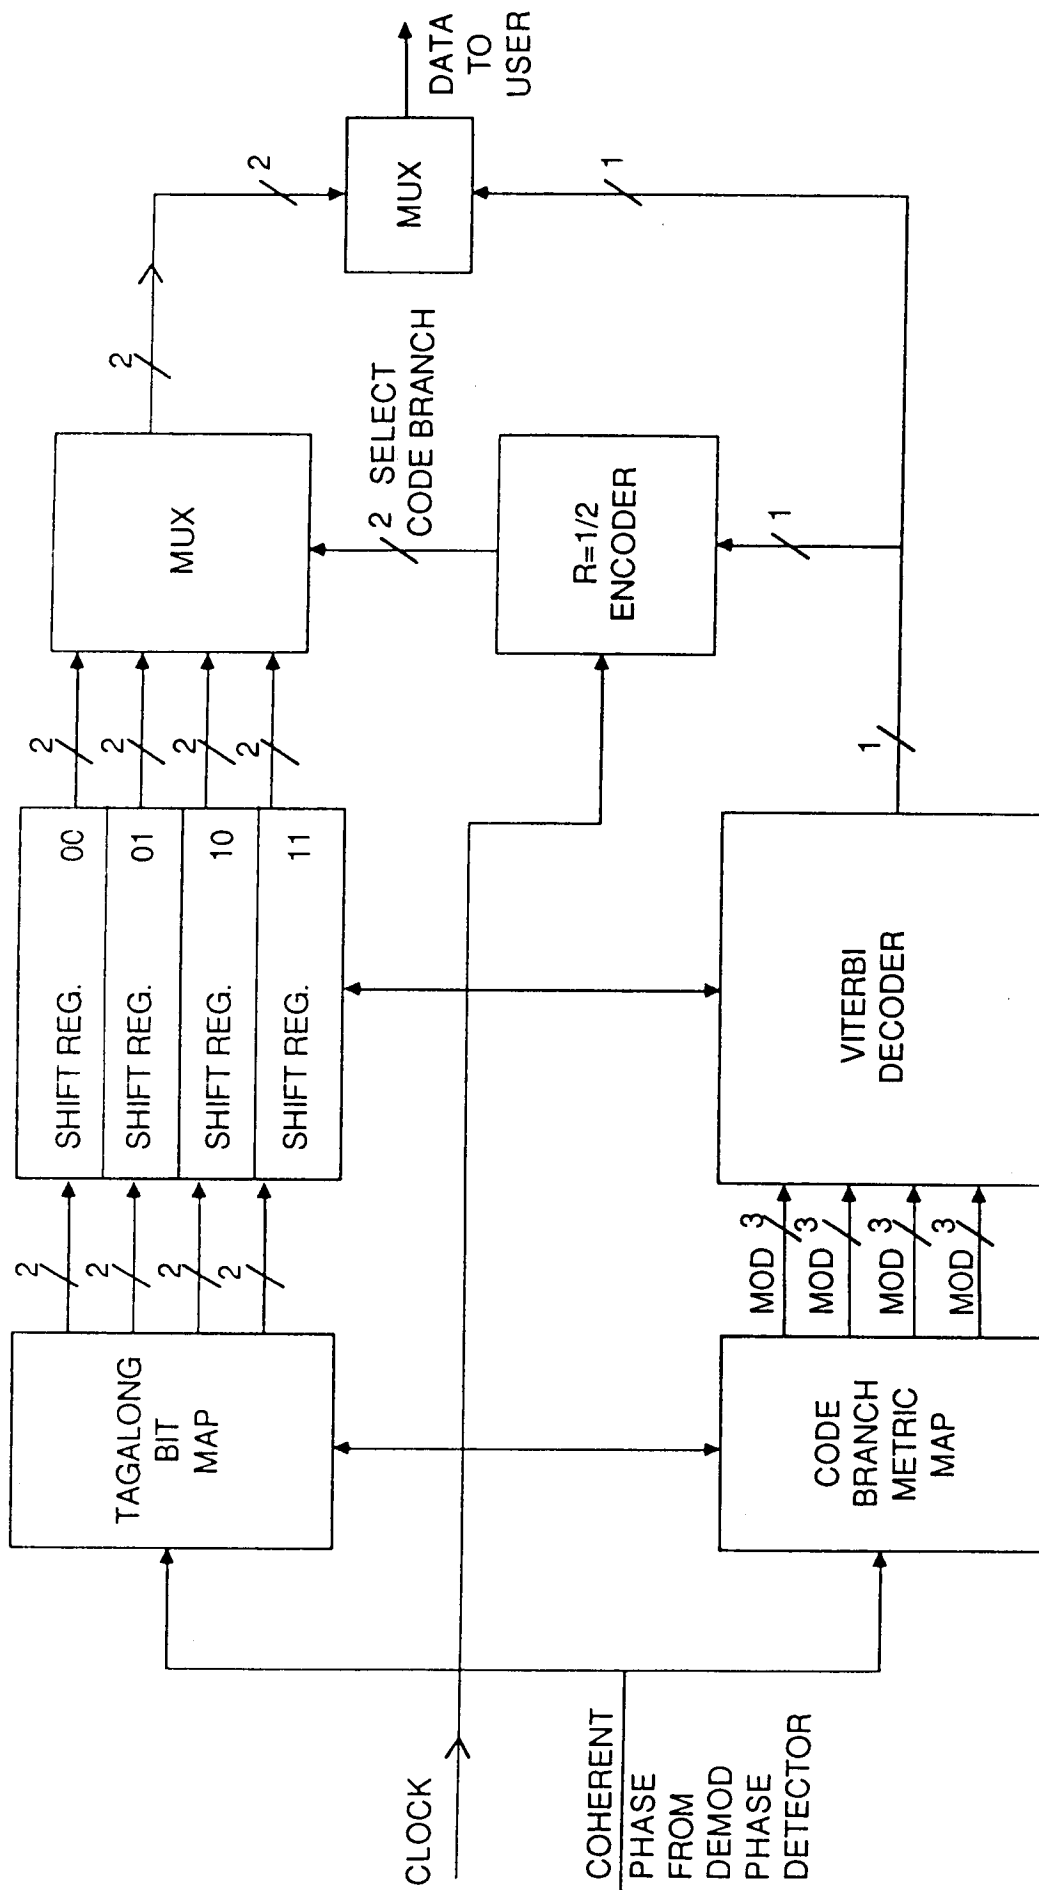 CLOCK
COHERENT
PHASE
FROM
DEMOD
PHASE
DETECTOR
TAGALONG
BIT
MAP
2
2
2
2
SHIFT REG. 00
SHIFT REG. 01
SHIFT REG. 10
SHIFT REG. 11
2
2
2
2
MUX
2
2
2 SELECT
CODE BRANCH
R=1/2
ENCODER
1
CODE
BRANCH
METRIC
MAP
MOD 3
MOD 3
MOD 3
MOD 3
VITERBI
DECODER
1
1
MUX
DATA
TO
USER